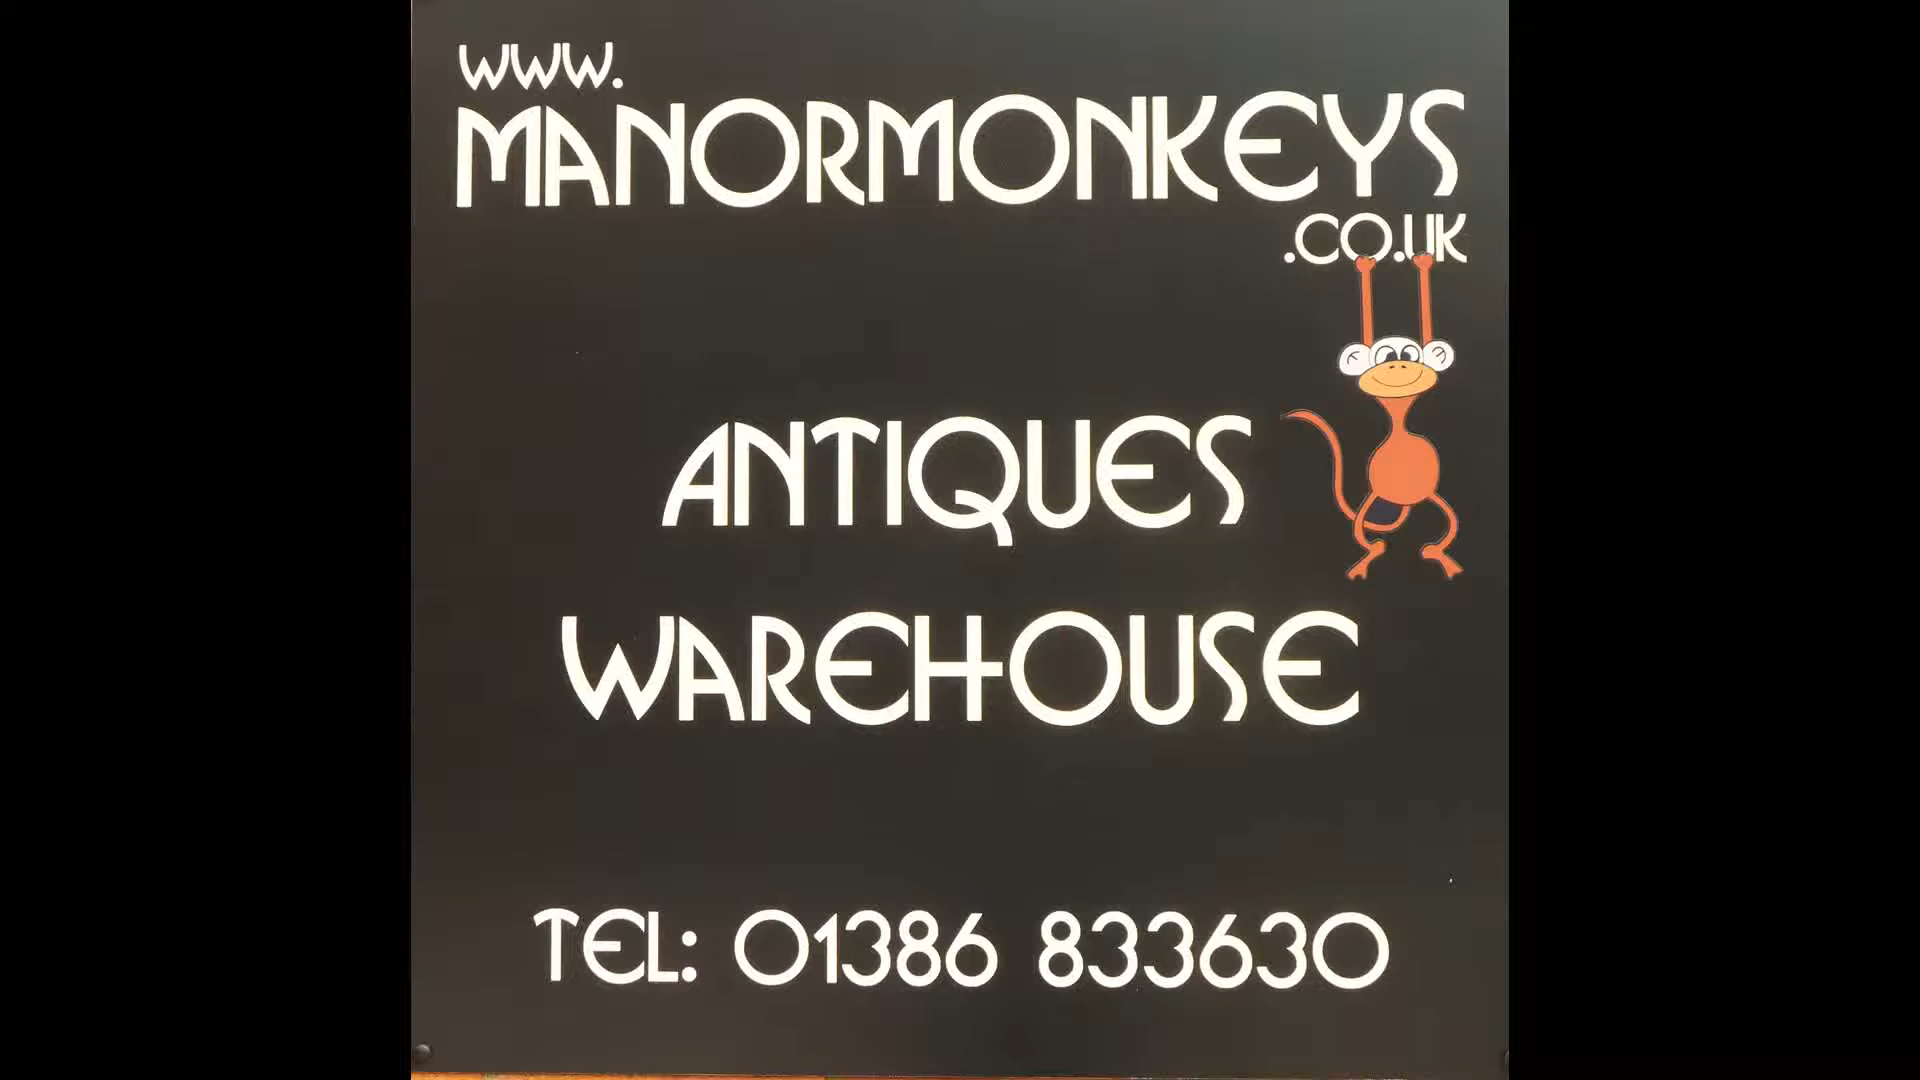 WWW.
MANORMONKEYS
.CO.UK
ANTIQUES
WAREHOUSE
TEL: 01386 833630